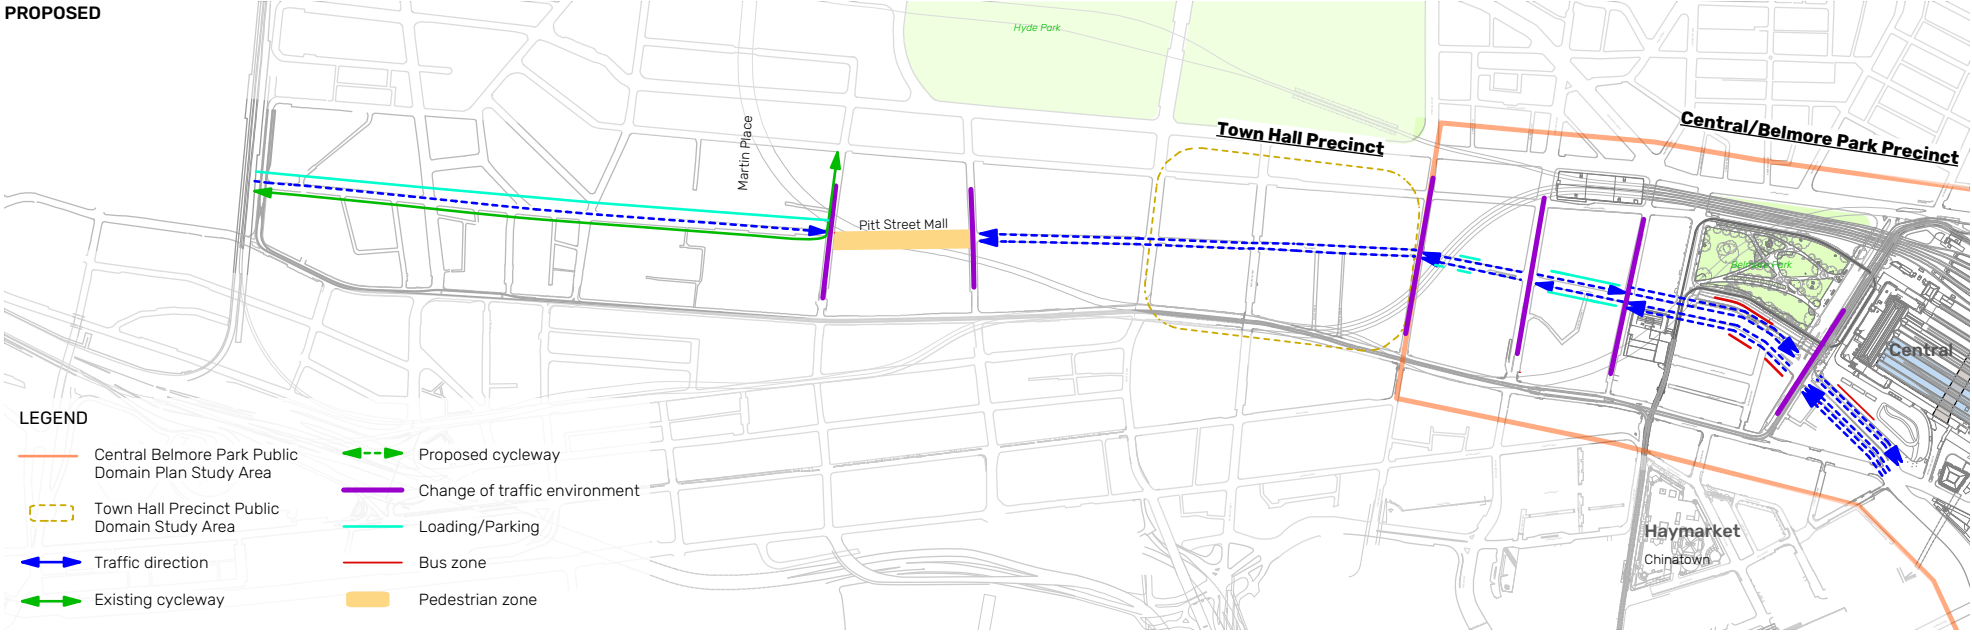 PROPOSED
Hyde Park
Martin Place
Town Hall Precinct
Central/Belmore Park Precinct
Pitt Street Mall
Belmore Park
Central
Haymarket
Chinatown
LEGEND
Central Belmore Park Public
Domain Plan Study Area
Town Hall Precinct Public
Domain Study Area
Traffic direction
Existing cycleway
Proposed cycleway
Change of traffic environment
Loading/Parking
Bus zone
Pedestrian zone